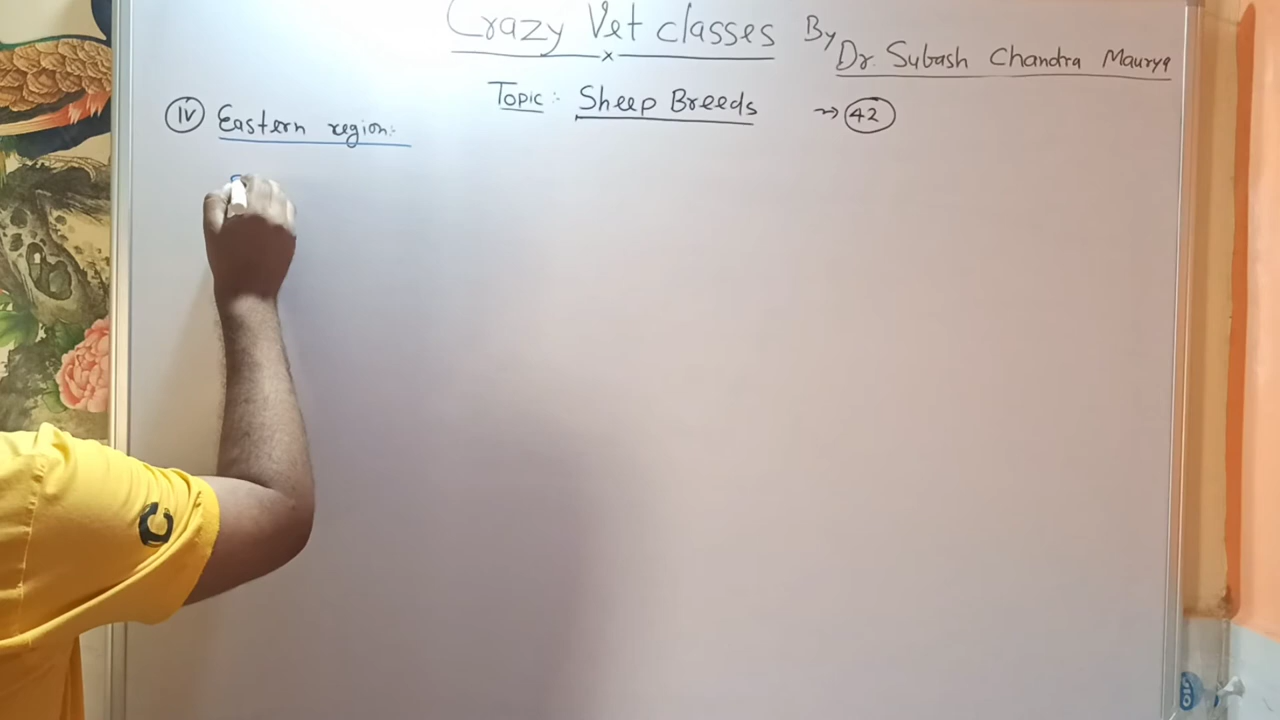 Crazy Vet classes By
Dr. Subash Chandra Maurya
Topic :- Sheep Breeds → 42
iv Eastern region:-
C